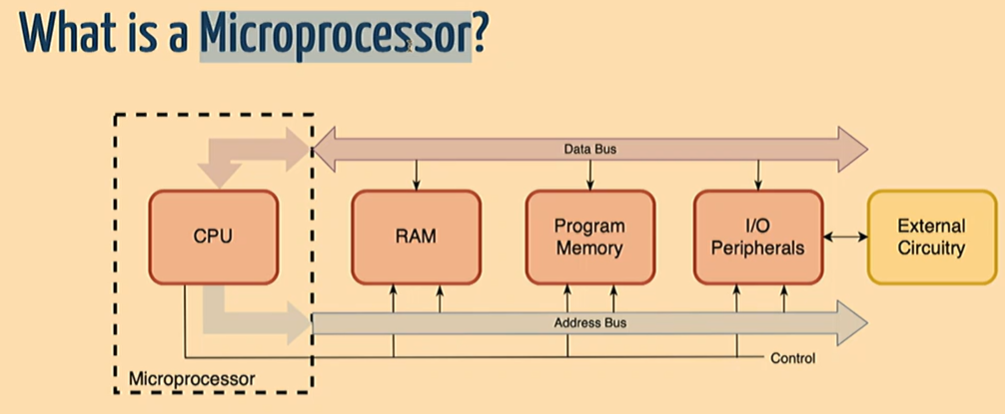 What is a Microprocessor?
Data Bus
CPU
RAM
Program
Memory
I/O
Peripherals
External
Circuitry
Address Bus
Control
Microprocessor